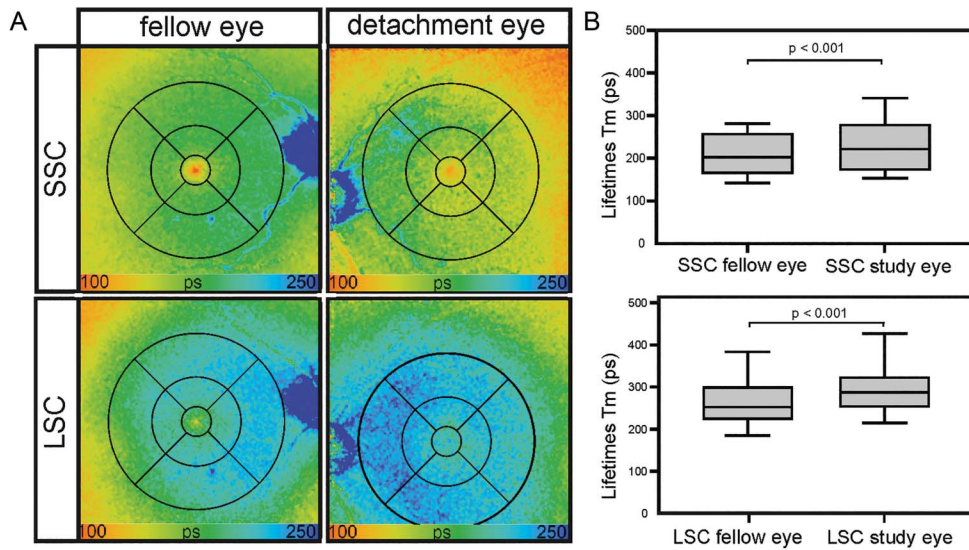 A
fellow eye
detachment eye
SSC
100 ps 250
100 ps 250
LSC
100 ps 250
100 ps 250
B
500
400
300
200
100
0
Lifetimes Tm (ps)
p < 0.001
SSC fellow eye
SSC study eye
500
400
300
200
100
0
Lifetimes Tm (ps)
p < 0.001
LSC fellow eye
LSC study eye